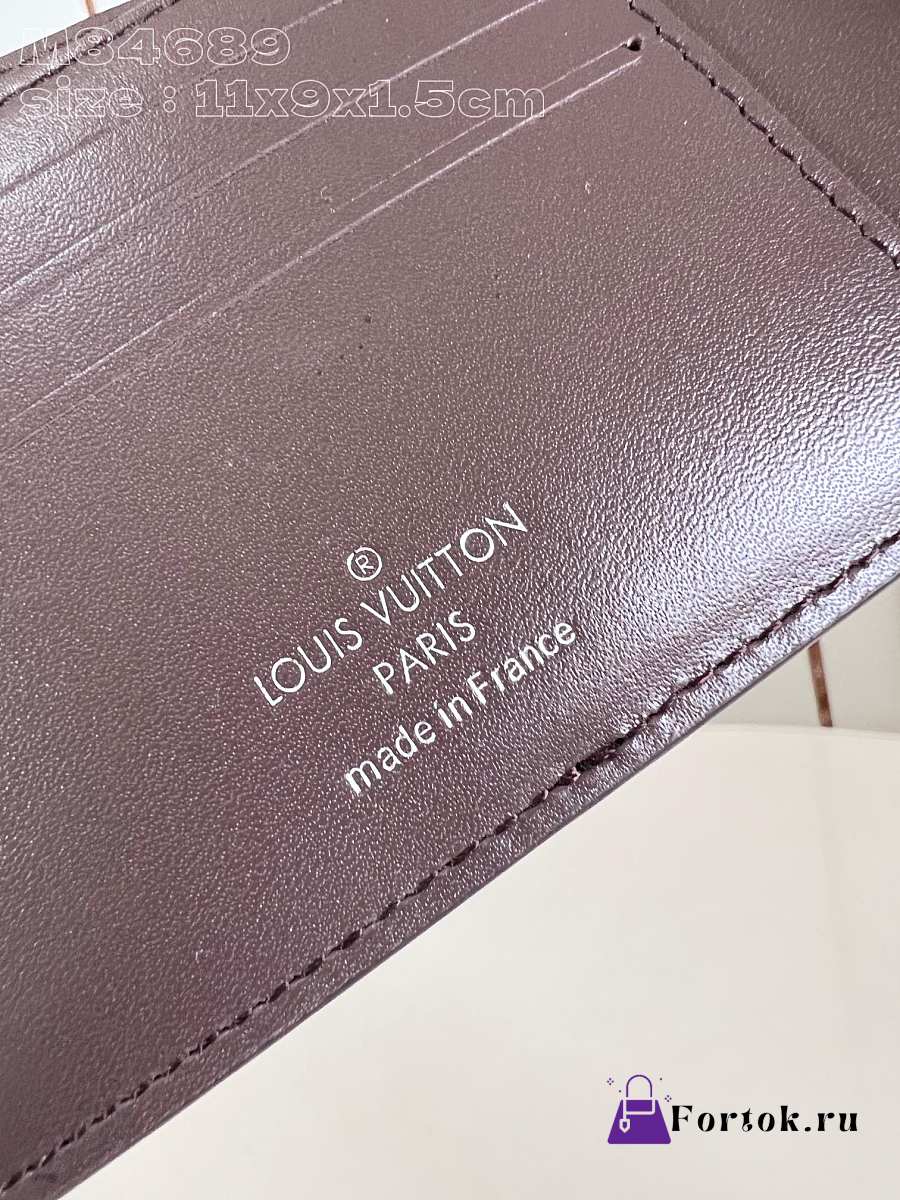 M84689
size : 11x9x1.5cm
®
LOUIS VUITTON
PARIS
made in France
Fortok.ru